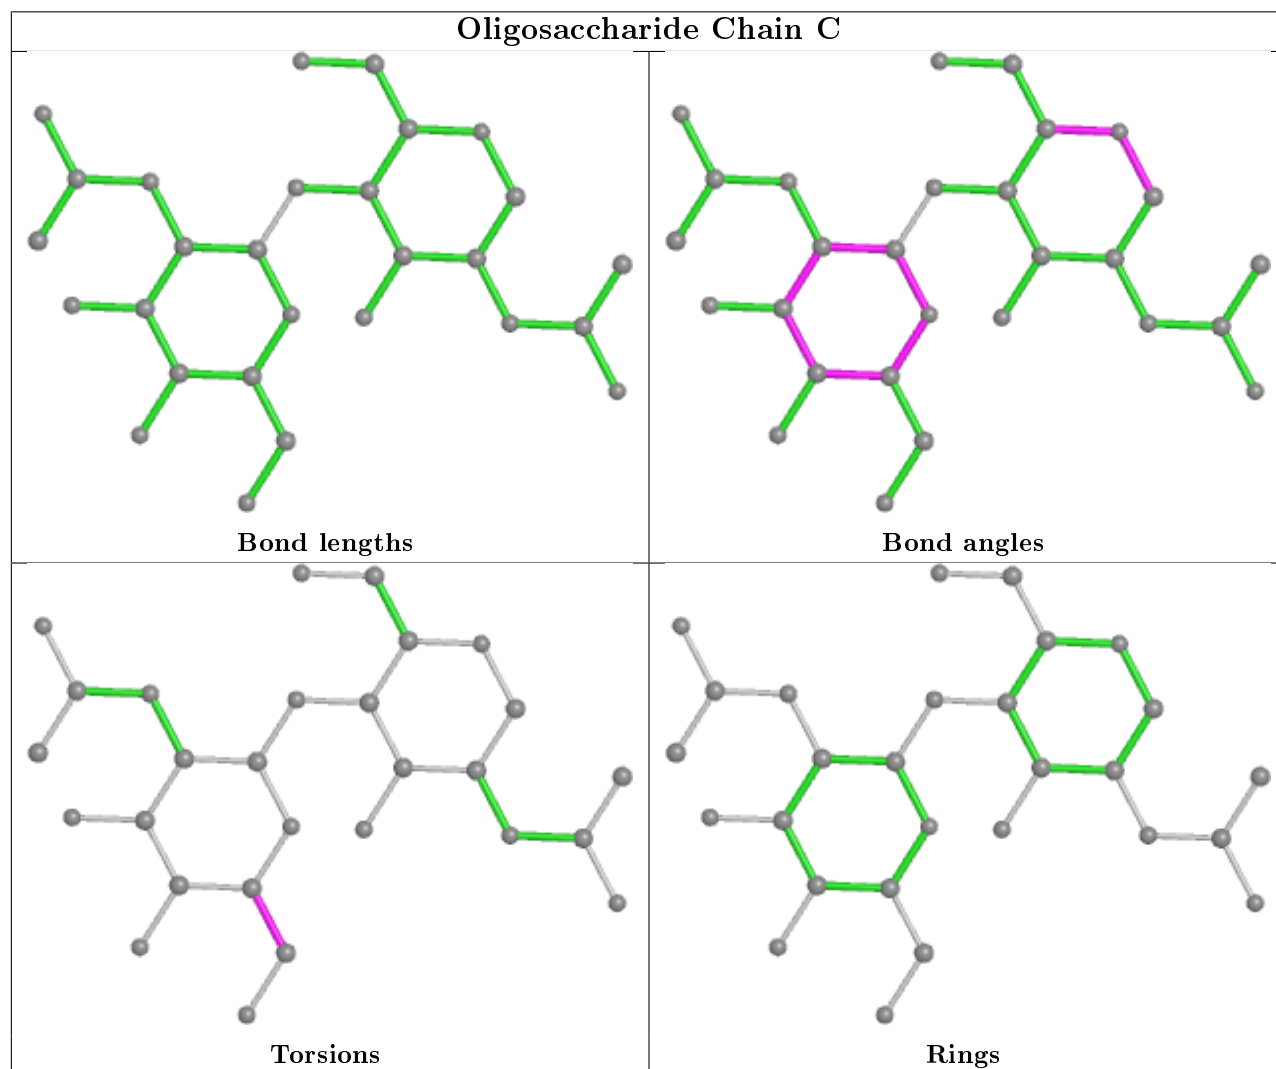 Oligosaccharide Chain C
Bond lengths
Bond angles
Torsions
Rings